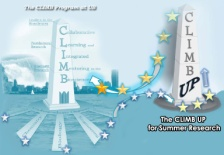 The CLIMB Program at UB
CLIMB
Collaborative
Learning and
Integrated
Mentoring
CLIMB
UP
The CLIMB UP
for Summer Research